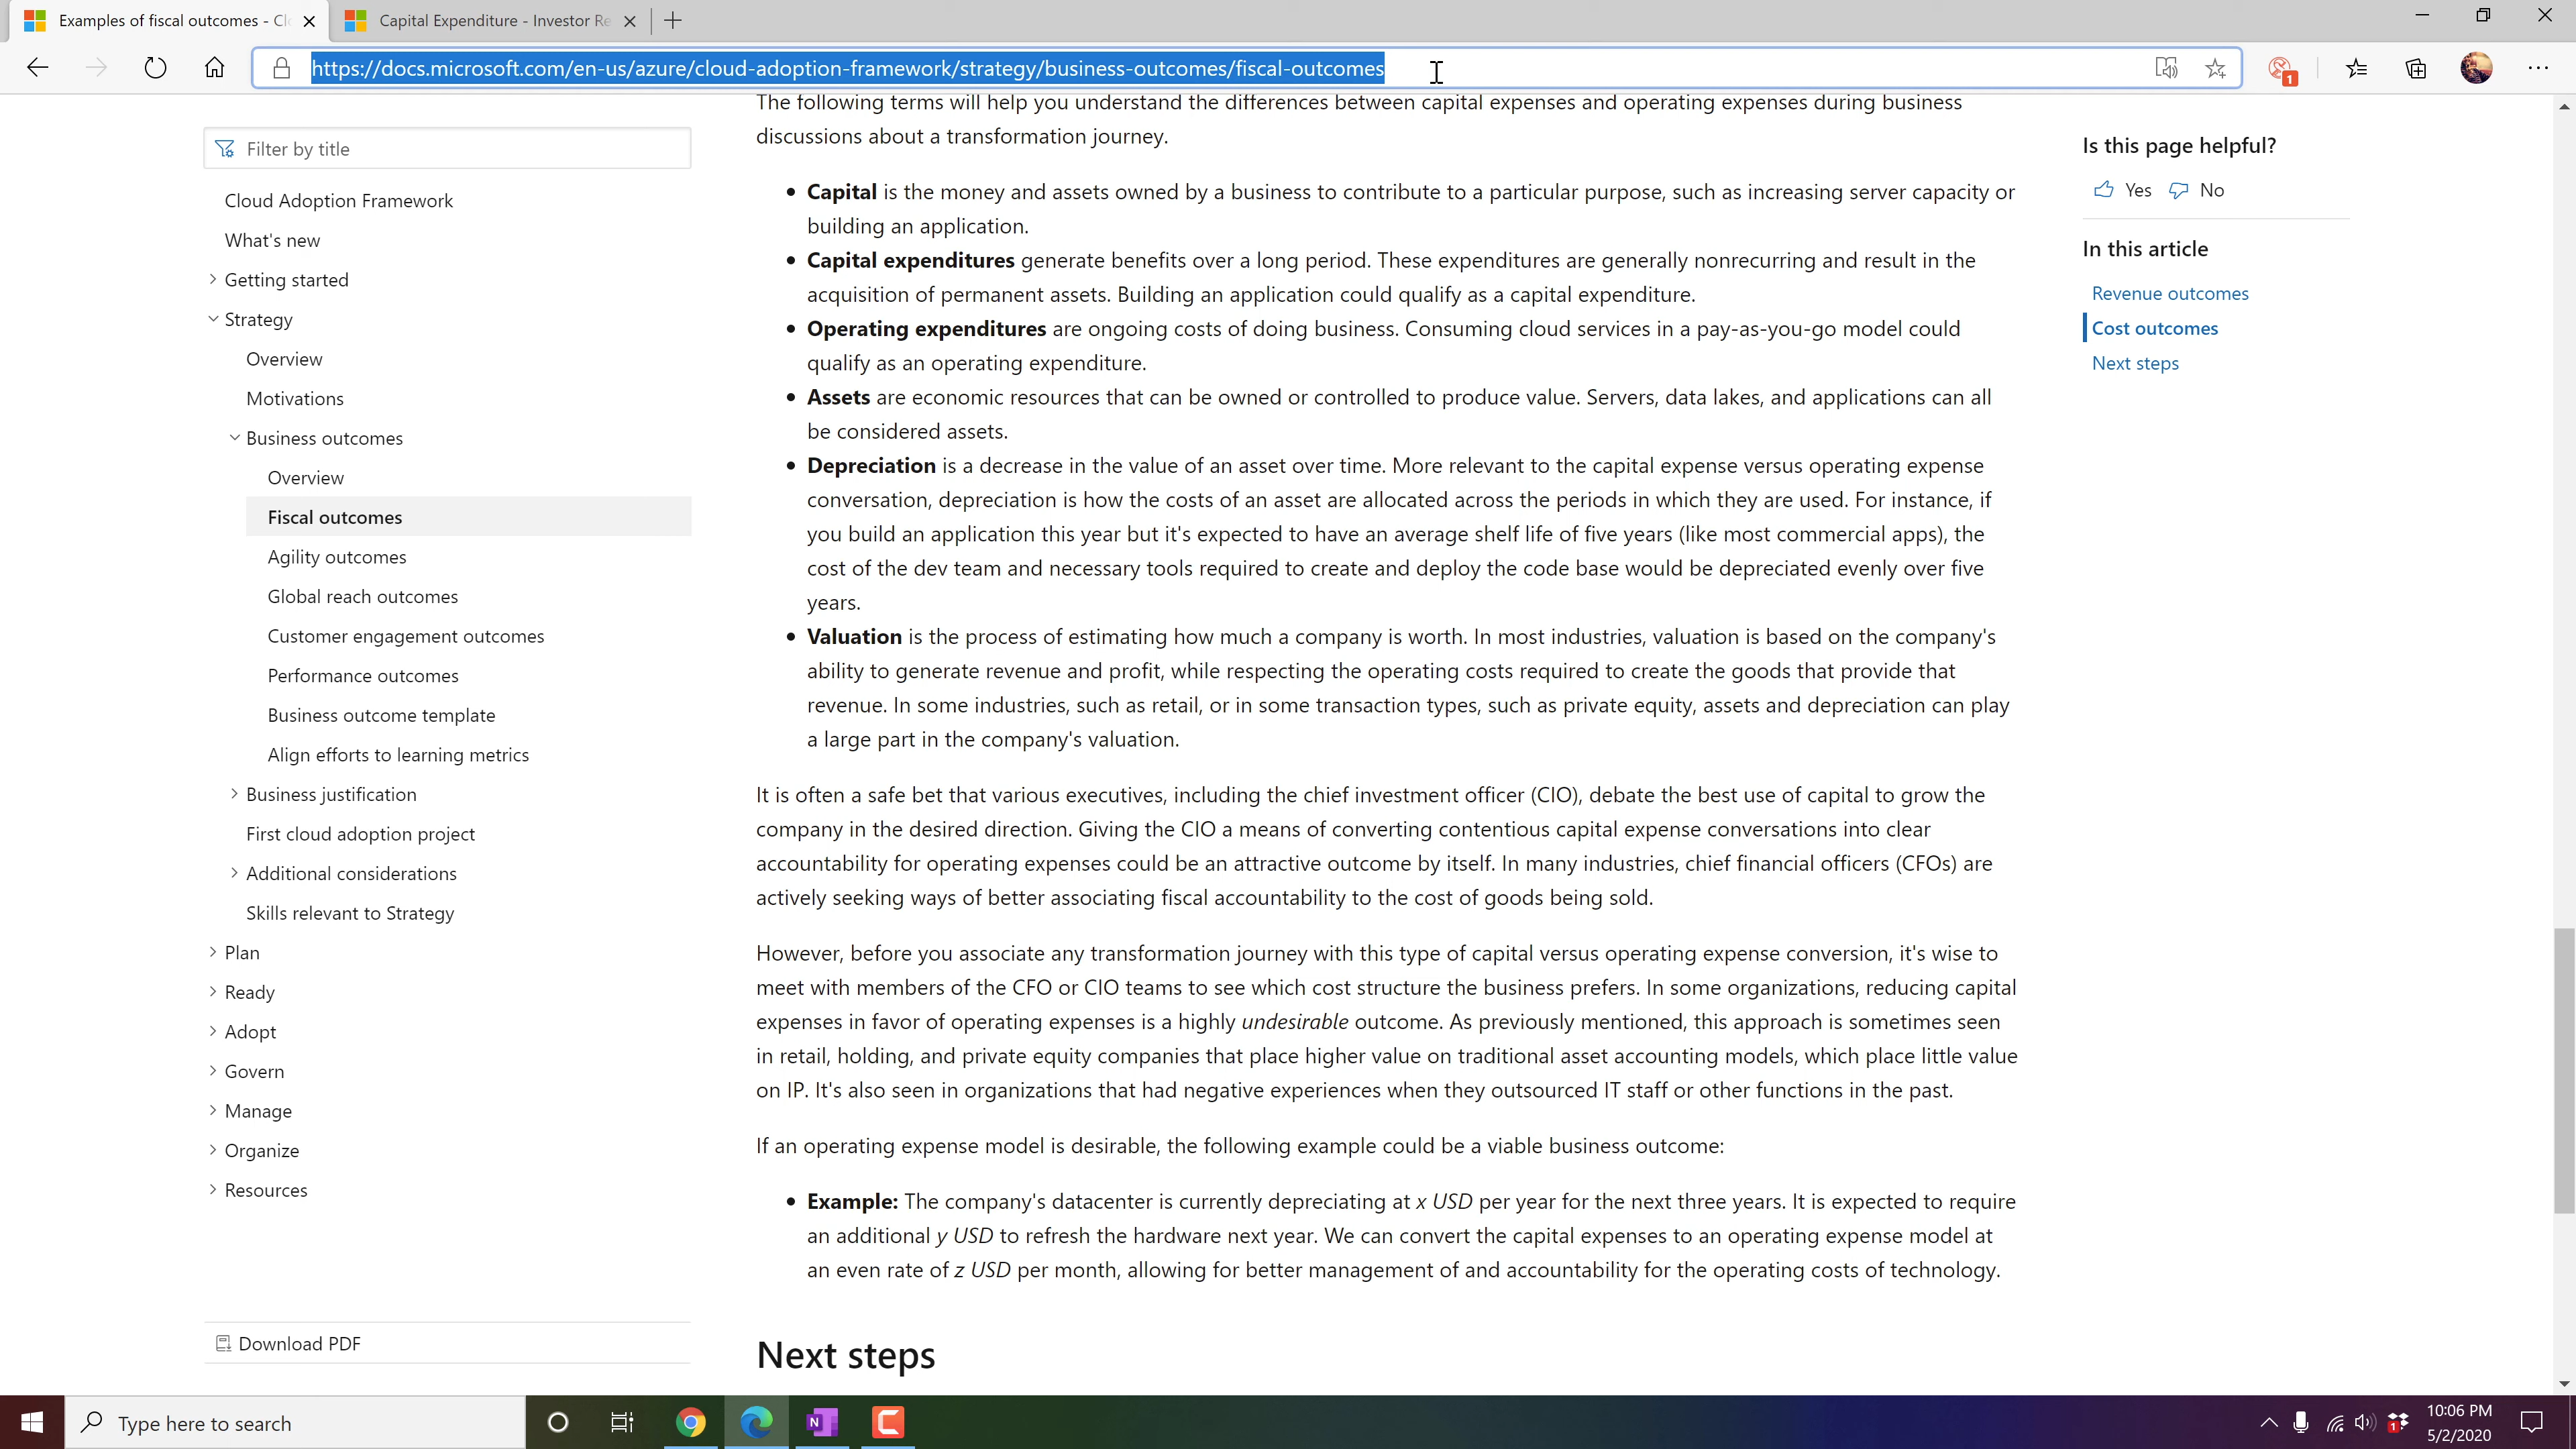 Examples of fiscal outcomes - Cl
Capital Expenditure - Investor Re
https://docs.microsoft.com/en-us/azure/cloud-adoption-framework/strategy/business-outcomes/fiscal-outcomes
1
Filter by title
Cloud Adoption Framework
What's new
Getting started
Strategy
Overview
Motivations
Business outcomes
Overview
Fiscal outcomes
Agility outcomes
Global reach outcomes
Customer engagement outcomes
Performance outcomes
Business outcome template
Align efforts to learning metrics
Business justification
First cloud adoption project
Additional considerations
Skills relevant to Strategy
Plan
Ready
Adopt
Govern
Manage
Organize
Resources
Download PDF
The following terms will help you understand the differences between capital expenses and operating expenses during business
discussions about a transformation journey.
• Capital is the money and assets owned by a business to contribute to a particular purpose, such as increasing server capacity or
building an application.
• Capital expenditures generate benefits over a long period. These expenditures are generally nonrecurring and result in the
acquisition of permanent assets. Building an application could qualify as a capital expenditure.
• Operating expenditures are ongoing costs of doing business. Consuming cloud services in a pay-as-you-go model could
qualify as an operating expenditure.
• Assets are economic resources that can be owned or controlled to produce value. Servers, data lakes, and applications can all
be considered assets.
• Depreciation is a decrease in the value of an asset over time. More relevant to the capital expense versus operating expense
conversation, depreciation is how the costs of an asset are allocated across the periods in which they are used. For instance, if
you build an application this year but it's expected to have an average shelf life of five years (like most commercial apps), the
cost of the dev team and necessary tools required to create and deploy the code base would be depreciated evenly over five
years.
• Valuation is the process of estimating how much a company is worth. In most industries, valuation is based on the company's
ability to generate revenue and profit, while respecting the operating costs required to create the goods that provide that
revenue. In some industries, such as retail, or in some transaction types, such as private equity, assets and depreciation can play
a large part in the company's valuation.
It is often a safe bet that various executives, including the chief investment officer (CIO), debate the best use of capital to grow the
company in the desired direction. Giving the CIO a means of converting contentious capital expense conversations into clear
accountability for operating expenses could be an attractive outcome by itself. In many industries, chief financial officers (CFOs) are
actively seeking ways of better associating fiscal accountability to the cost of goods being sold.
However, before you associate any transformation journey with this type of capital versus operating expense conversion, it's wise to
meet with members of the CFO or CIO teams to see which cost structure the business prefers. In some organizations, reducing capital
expenses in favor of operating expenses is a highly undesirable outcome. As previously mentioned, this approach is sometimes seen
in retail, holding, and private equity companies that place higher value on traditional asset accounting models, which place little value
on IP. It's also seen in organizations that had negative experiences when they outsourced IT staff or other functions in the past.
If an operating expense model is desirable, the following example could be a viable business outcome:
• Example: The company's datacenter is currently depreciating at x USD per year for the next three years. It is expected to require
an additional y USD to refresh the hardware next year. We can convert the capital expenses to an operating expense model at
an even rate of z USD per month, allowing for better management of and accountability for the operating costs of technology.
Next steps
Is this page helpful?
Yes No
In this article
Revenue outcomes
Cost outcomes
Next steps
Type here to search
N
1
10:06 PM
5/2/2020